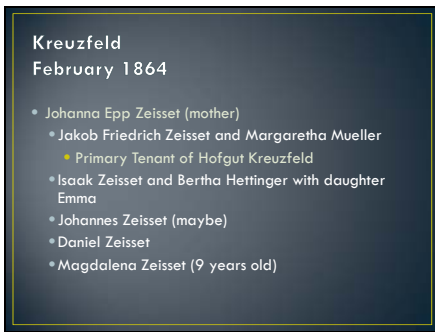 Kreuzfeld
February 1864
• Johanna Epp Zeisset (mother)
• Jakob Friedrich Zeisset and Margaretha Mueller
• Primary Tenant of Hofgut Kreuzfeld
• Isaak Zeisset and Bertha Hettinger with daughter
Emma
• Johannes Zeisset (maybe)
• Daniel Zeisset
• Magdalena Zeisset (9 years old)